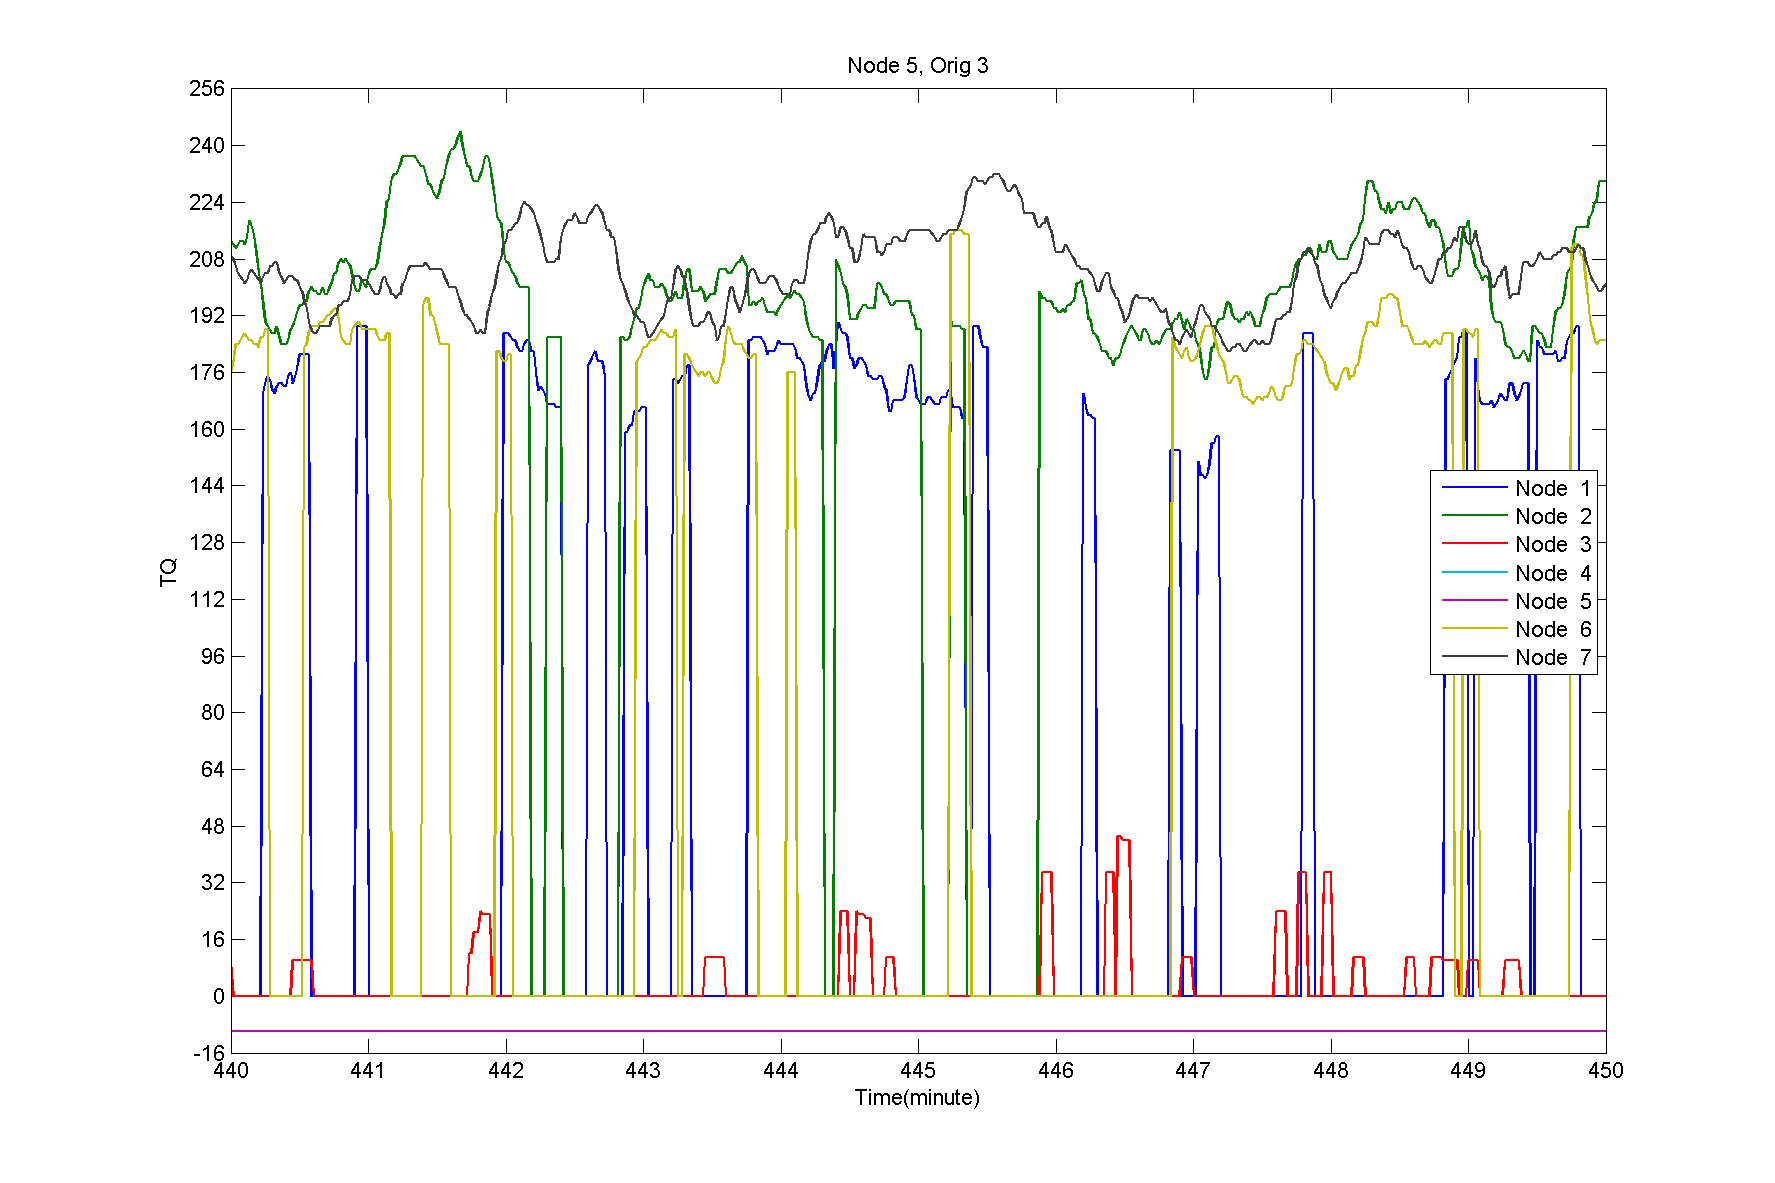 Node 5, Orig 3
256
240
224
208
192
176
160
144
128
112
96
80
64
48
32
16
0
-16
TQ
Node 1
Node 2
Node 3
Node 4
Node 5
Node 6
Node 7
440 441 442 443 444 445 446 447 448 449 450
Time(minute)